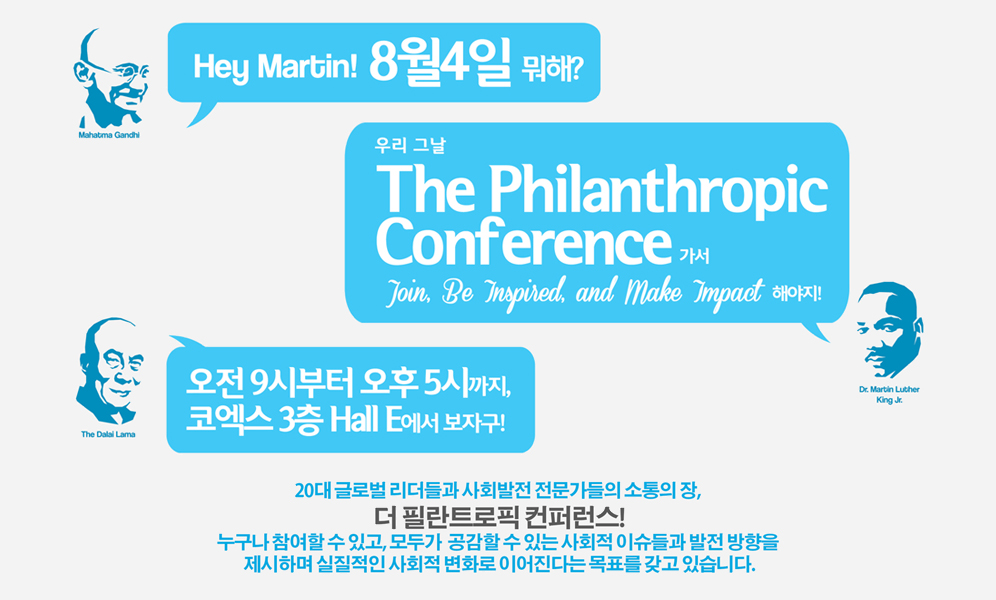 Hey Martin! 8월4일 뭐해?
Mahatma Gandhi
우리 그날
The Philanthropic
Conference 가서
Join, Be Inspired, and Make Impact 해야지!
Dr. Martin Luther
King Jr.
오전 9시부터 오후 5시까지,
코엑스 3층 Hall E에서 보자구!
The Dalai Lama
20대 글로벌 리더들과 사회발전 전문가들의 소통의 장,
더 필란트로픽 컨퍼런스!
누구나 참여할 수 있고, 모두가 공감할 수 있는 사회적 이슈들과 발전 방향을
제시하며 실질적인 사회적 변화로 이어진다는 목표를 갖고 있습니다.